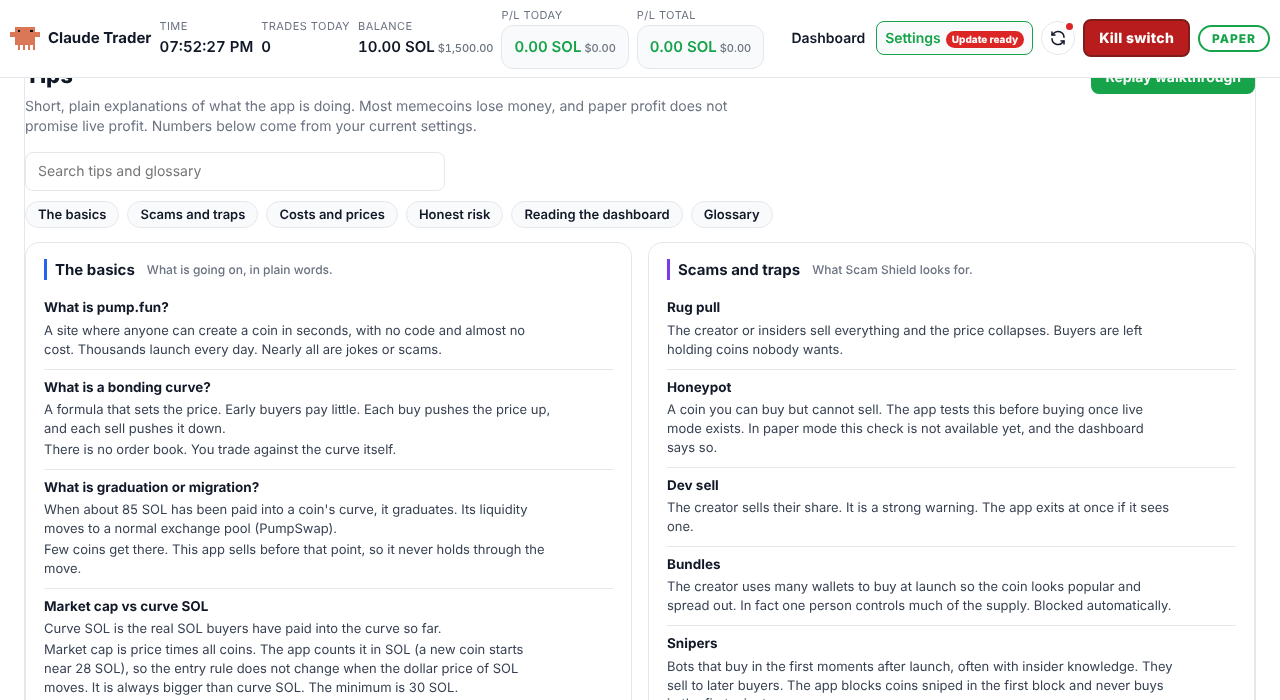 Claude Trader
TIME
07:52:27 PM
TRADES TODAY
0
BALANCE
10.00 SOL $1,500.00
P/L TODAY
0.00 SOL $0.00
P/L TOTAL
0.00 SOL $0.00
Dashboard
Settings Update ready
Kill switch
PAPER
Tips
Replay walkthrough
Short, plain explanations of what the app is doing. Most memecoins lose money, and paper profit does not
promise live profit. Numbers below come from your current settings.
Search tips and glossary
The basics
Scams and traps
Costs and prices
Honest risk
Reading the dashboard
Glossary
The basics What is going on, in plain words.
What is pump.fun?
A site where anyone can create a coin in seconds, with no code and almost no
cost. Thousands launch every day. Nearly all are jokes or scams.
What is a bonding curve?
A formula that sets the price. Early buyers pay little. Each buy pushes the price up,
and each sell pushes it down.
There is no order book. You trade against the curve itself.
What is graduation or migration?
When about 85 SOL has been paid into a coin's curve, it graduates. Its liquidity
moves to a normal exchange pool (PumpSwap).
Few coins get there. This app sells before that point, so it never holds through the
move.
Market cap vs curve SOL
Curve SOL is the real SOL buyers have paid into the curve so far.
Market cap is price times all coins. The app counts it in SOL (a new coin starts
near 28 SOL), so the entry rule does not change when the dollar price of SOL
moves. It is always bigger than curve SOL. The minimum is 30 SOL.
Scams and traps What Scam Shield looks for.
Rug pull
The creator or insiders sell everything and the price collapses. Buyers are left
holding coins nobody wants.
Honeypot
A coin you can buy but cannot sell. The app tests this before buying once live
mode exists. In paper mode this check is not available yet, and the dashboard
says so.
Dev sell
The creator sells their share. It is a strong warning. The app exits at once if it sees
one.
Bundles
The creator uses many wallets to buy at launch so the coin looks popular and
spread out. In fact one person controls much of the supply. Blocked automatically.
Snipers
Bots that buy in the first moments after launch, often with insider knowledge. They
sell to later buyers. The app blocks coins sniped in the first block and never buys